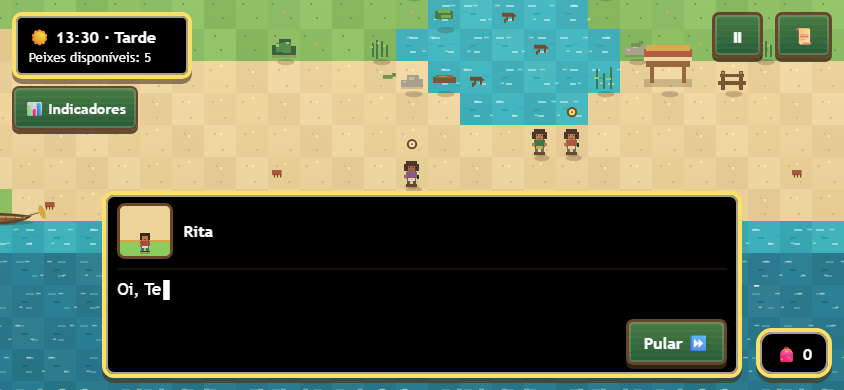 13:30 · Tarde
Peixes disponíveis: 5
Indicadores
Rita
Oi, Te
Pular
0